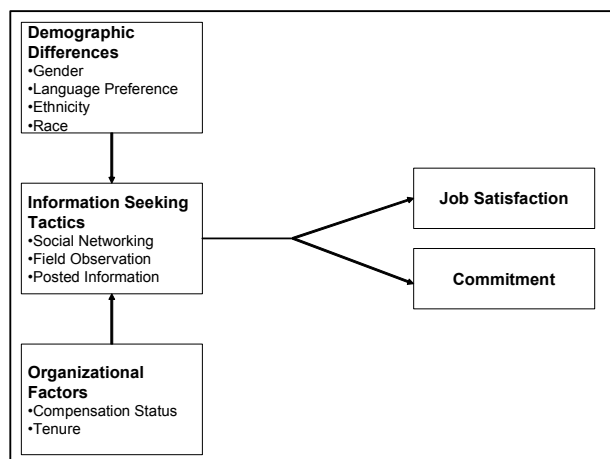 Demographic
Differences
•Gender
•Language Preference
•Ethnicity
•Race
Information Seeking
Tactics
•Social Networking
•Field Observation
•Posted Information
Job Satisfaction
Commitment
Organizational
Factors
•Compensation Status
•Tenure